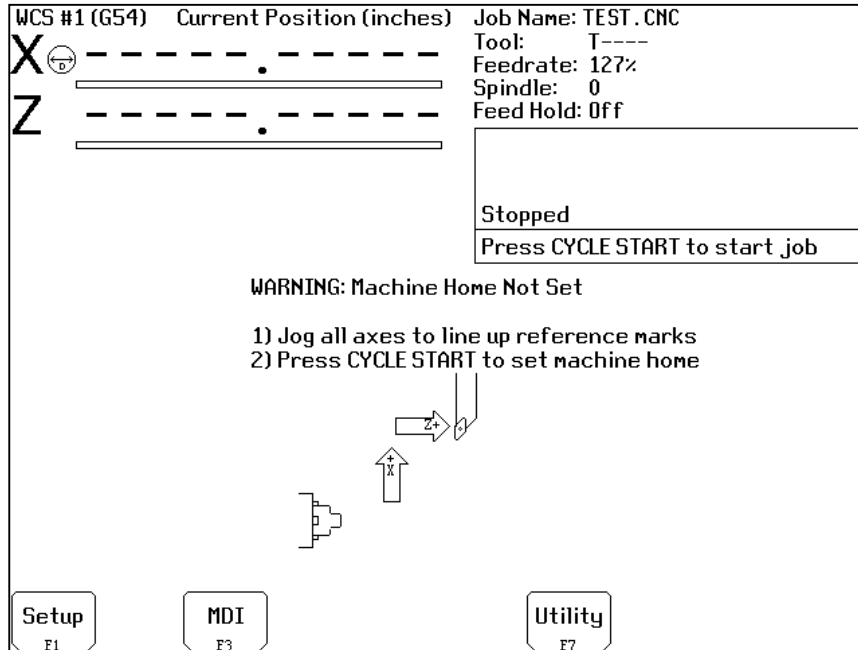 WCS #1 (G54) Current Position (inches)
X D -----.-----
Z -----.-----
Job Name: TEST.CNC
Tool: T----
Feedrate: 127%
Spindle: 0
Feed Hold: Off
Stopped
Press CYCLE START to start job
WARNING: Machine Home Not Set
1) Jog all axes to line up reference marks
2) Press CYCLE START to set machine home
Z+
+
X
Setup
F1
MDI
F3
Utility
F7